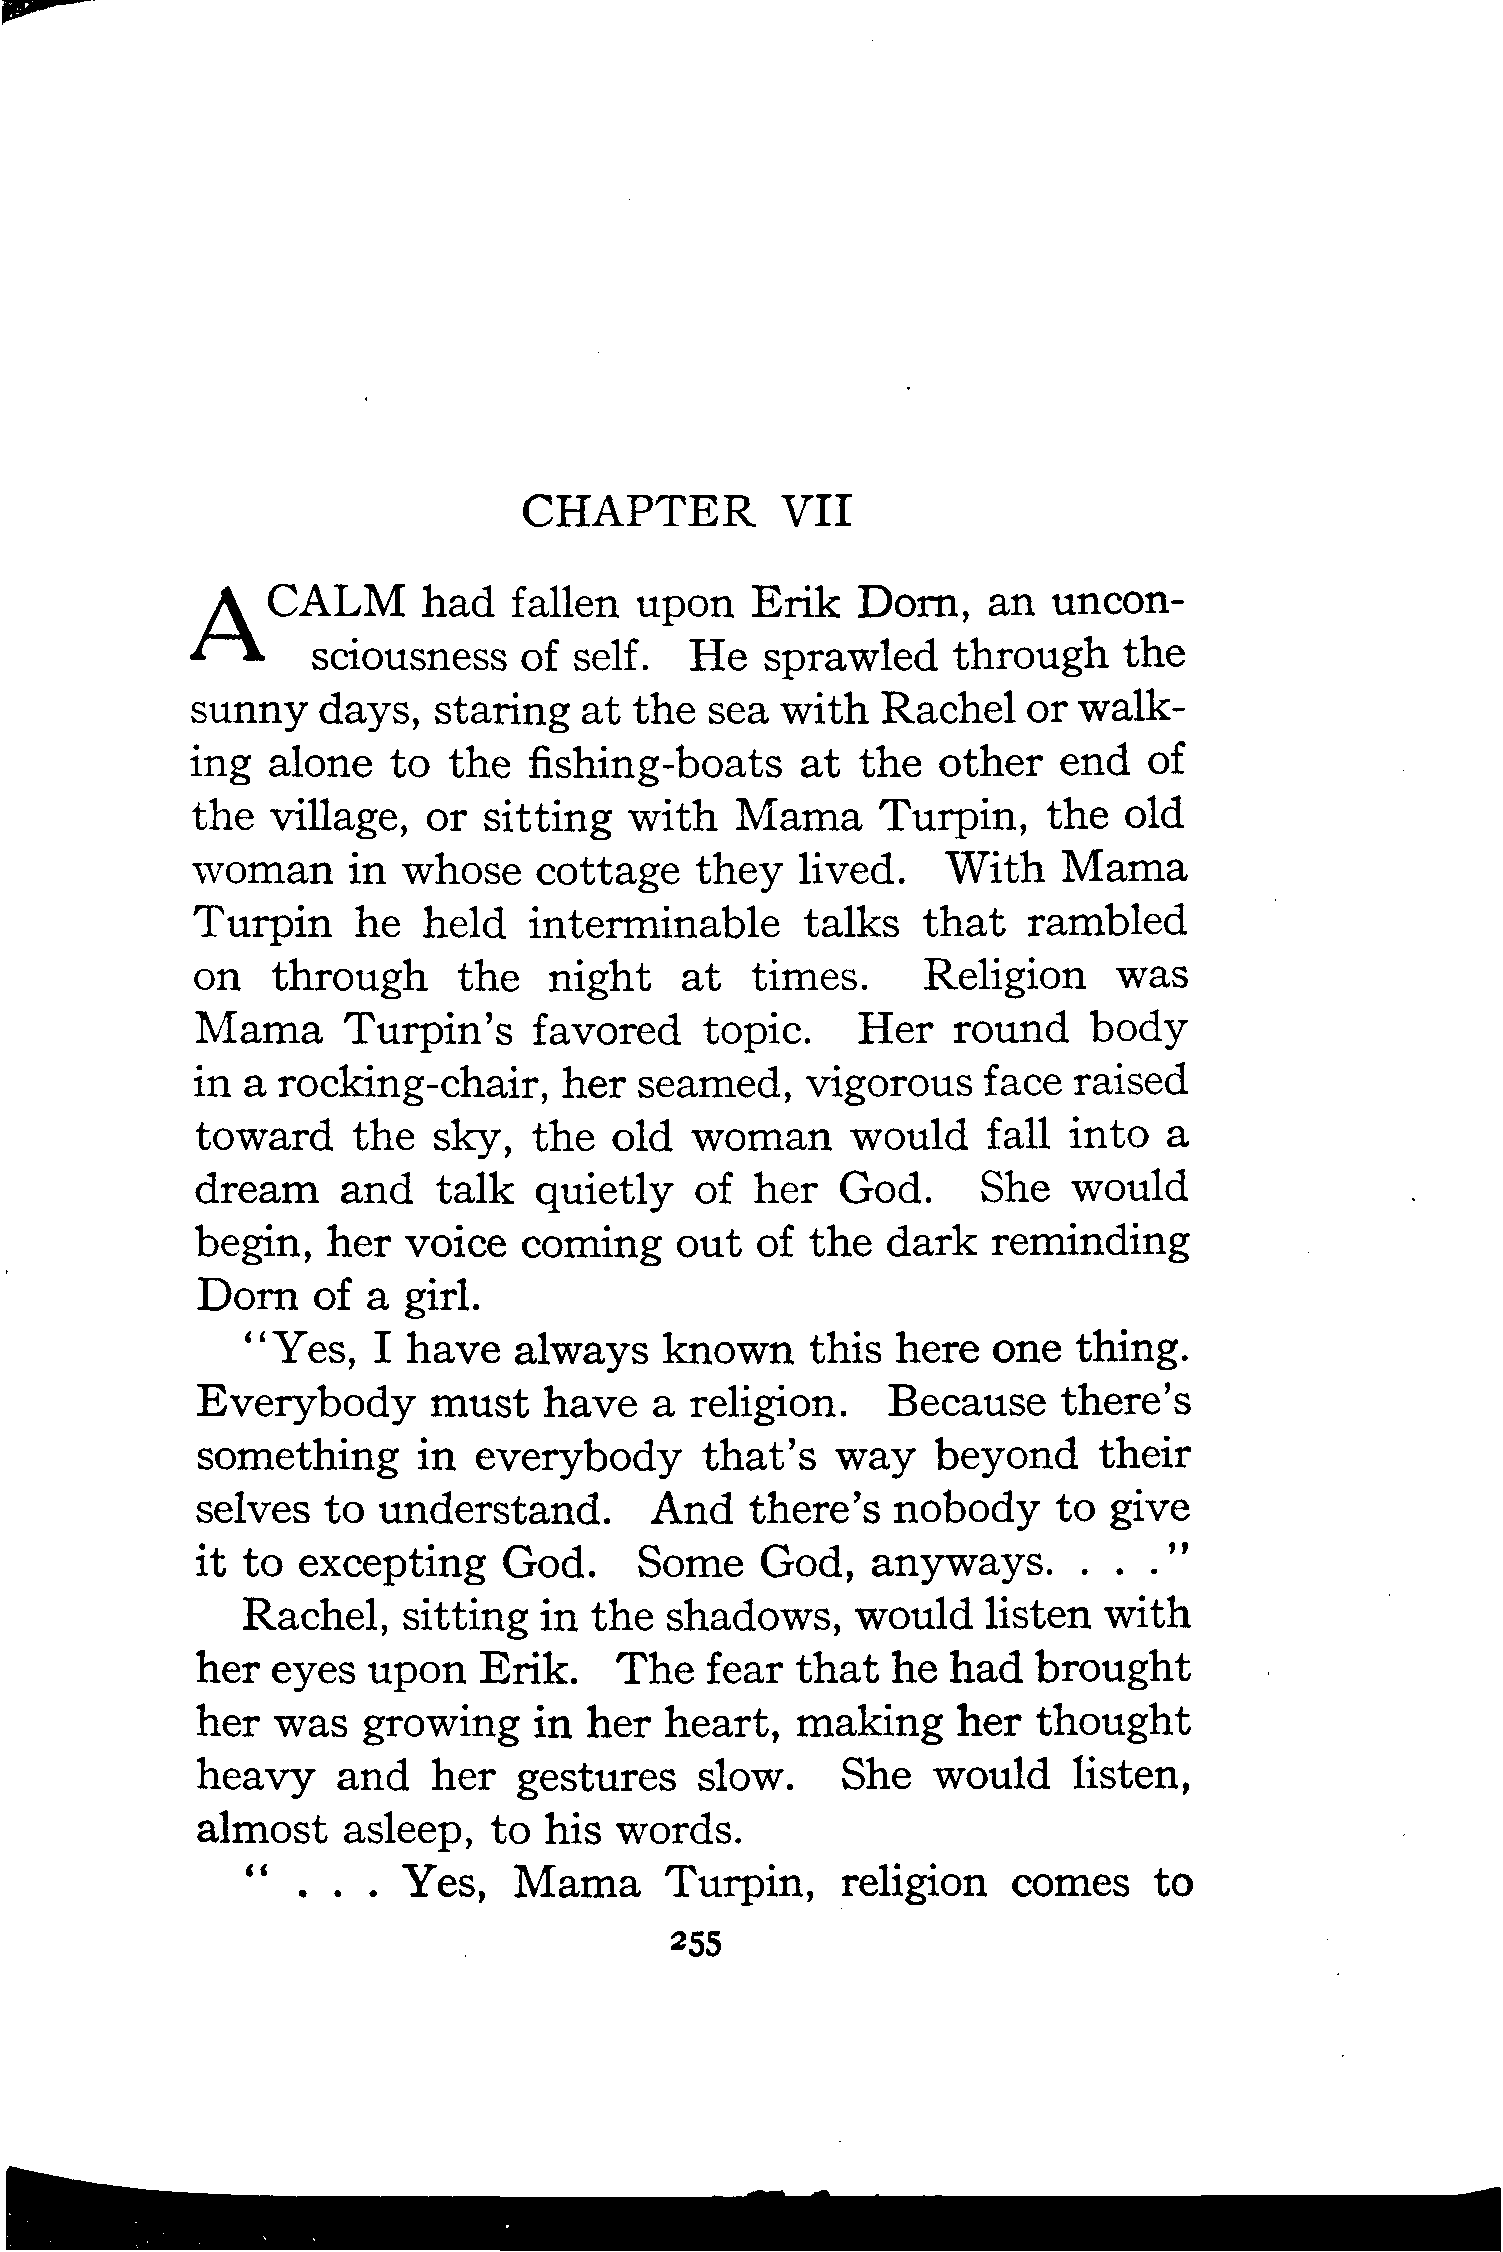 CHAPTER VII
A CALM had fallen upon Erik Dorn, an uncon-
sciousness of self. He sprawled through the
sunny days, staring at the sea with Rachel or walk-
ing alone to the fishing-boats at the other end of
the village, or sitting with Mama Turpin, the old
woman in whose cottage they lived. With Mama
Turpin he held interminable talks that rambled
on through the night at times. Religion was
Mama Turpin's favored topic. Her round body
in a rocking-chair, her seamed, vigorous face raised
toward the sky, the old woman would fall into a
dream and talk quietly of her God. She would
begin, her voice coming out of the dark reminding
Dorn of a girl.
"Yes, I have always known this here one thing.
Everybody must have a religion. Because there's
something in everybody that's way beyond their
selves to understand. And there's nobody to give
it to excepting God. Some God, anyways. . . ."
Rachel, sitting in the shadows, would listen with
her eyes upon Erik. The fear that he had brought
her was growing in her heart, making her thought
heavy and her gestures slow. She would listen,
almost asleep, to his words.
" . . . Yes, Mama Turpin, religion comes to
255